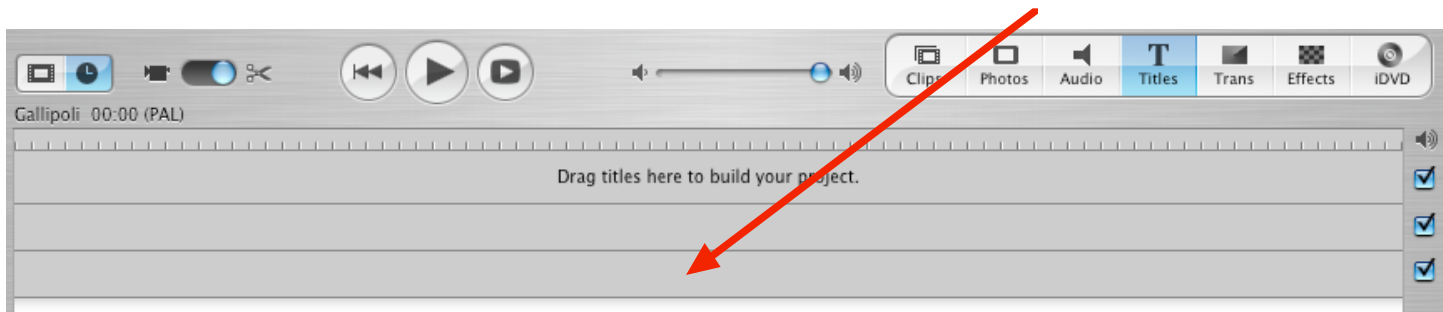 Clips Photos Audio T Titles Trans Effects iDVD
Gallipoli 00:00 (PAL)
Drag titles here to build your project.